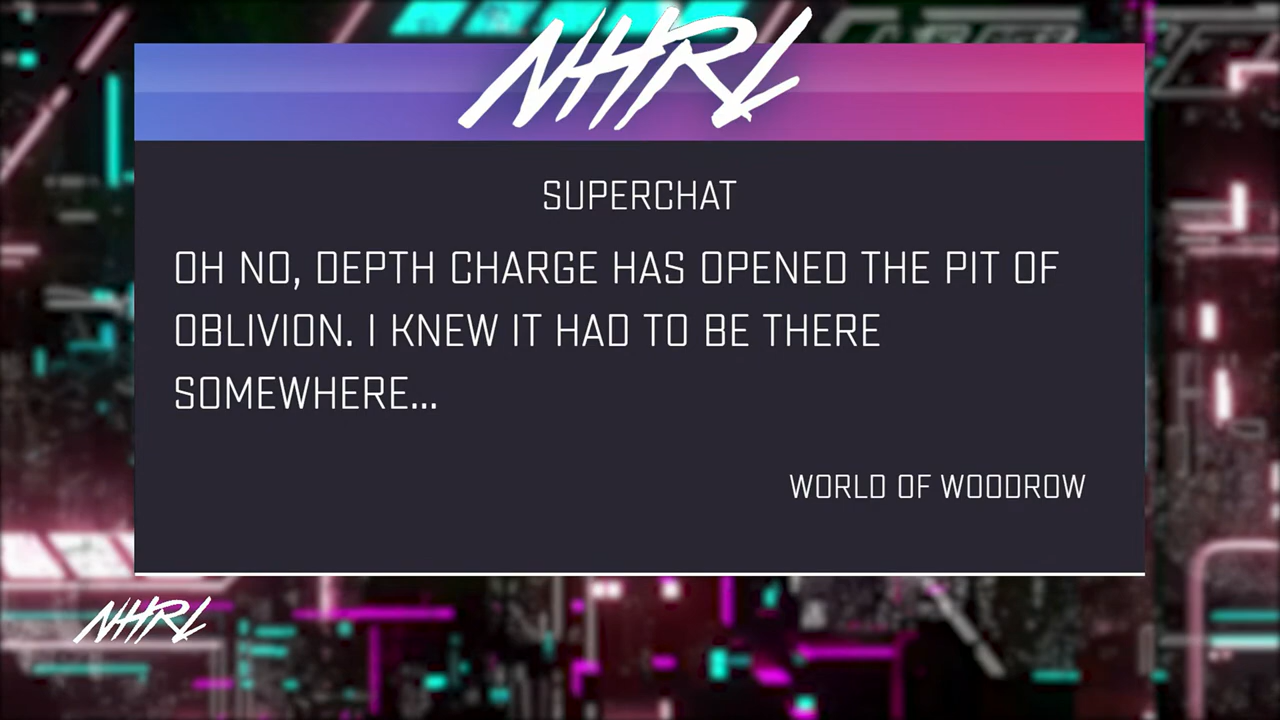 NHRL
SUPERCHAT
OH NO, DEPTH CHARGE HAS OPENED THE PIT OF
OBLIVION. I KNEW IT HAD TO BE THERE
SOMEWHERE...
WORLD OF WOODROW
NHRL